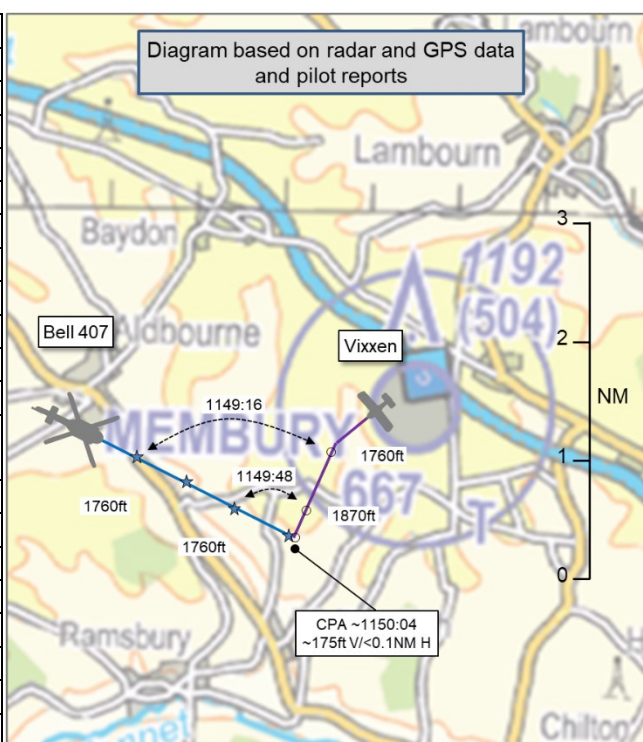 Diagram based on radar and GPS data
and pilot reports
ambourn
Lambourn
3
Baydon
1192
(504)
2
Bell 407
Aldbourne
Vixxen
NM
1149:16
MEMBURY
1760ft
1
1149:48
667
1760ft
1870ft
T
1760ft
0
CPA ~1150:04
~175ft V/<0.1NM H
Ramsbury
Chilton